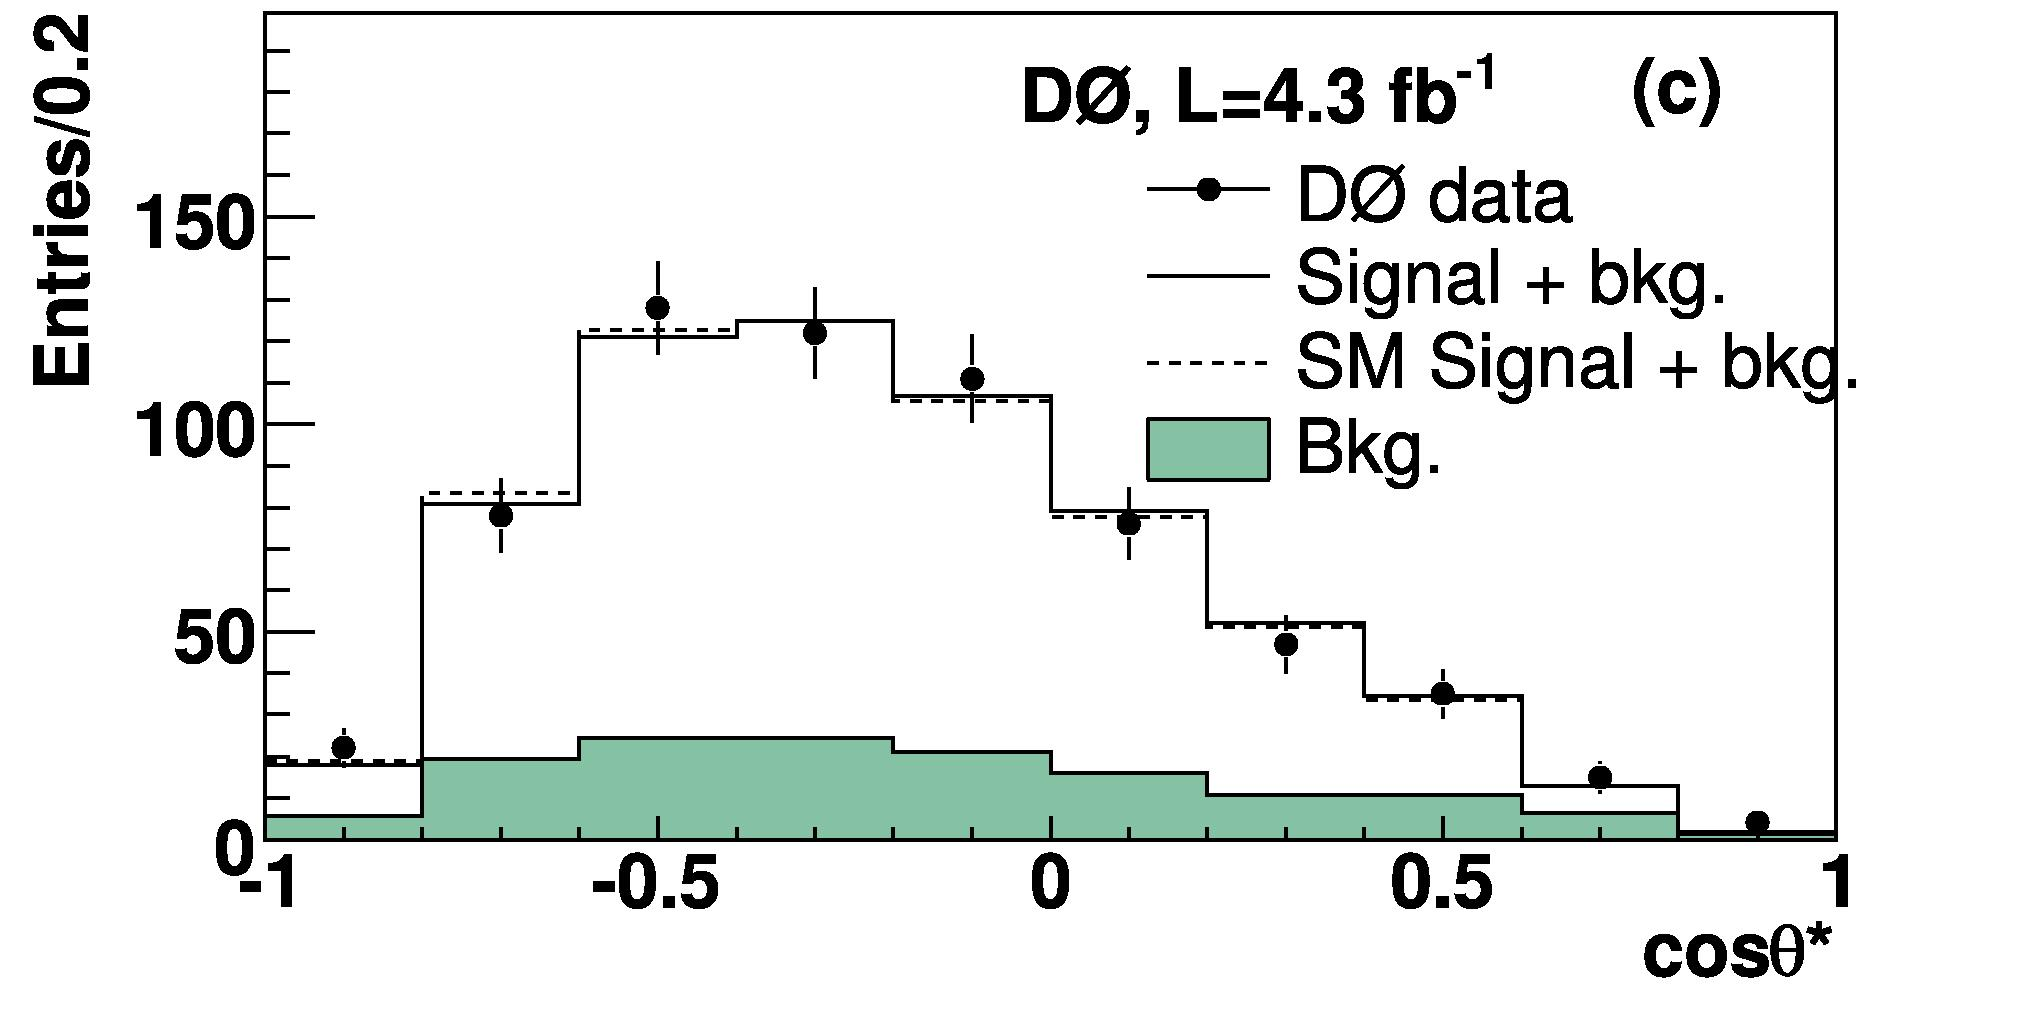 Entries/0.2
DØ, L=4.3 fb⁻¹ (c)
DØ data
Signal + bkg.
SM Signal + bkg.
Bkg.
150
100
50
0
-1 -0.5 0 0.5 1
cosθ*